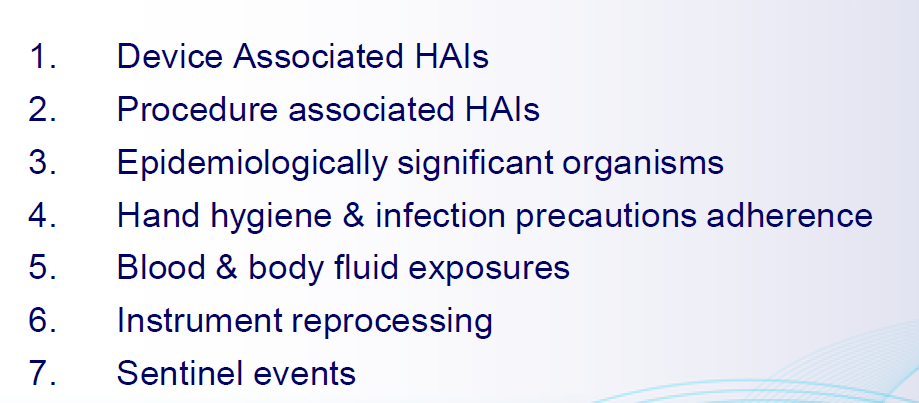 1. Device Associated HAIs
2. Procedure associated HAIs
3. Epidemiologically significant organisms
4. Hand hygiene & infection precautions adherence
5. Blood & body fluid exposures
6. Instrument reprocessing
7. Sentinel events